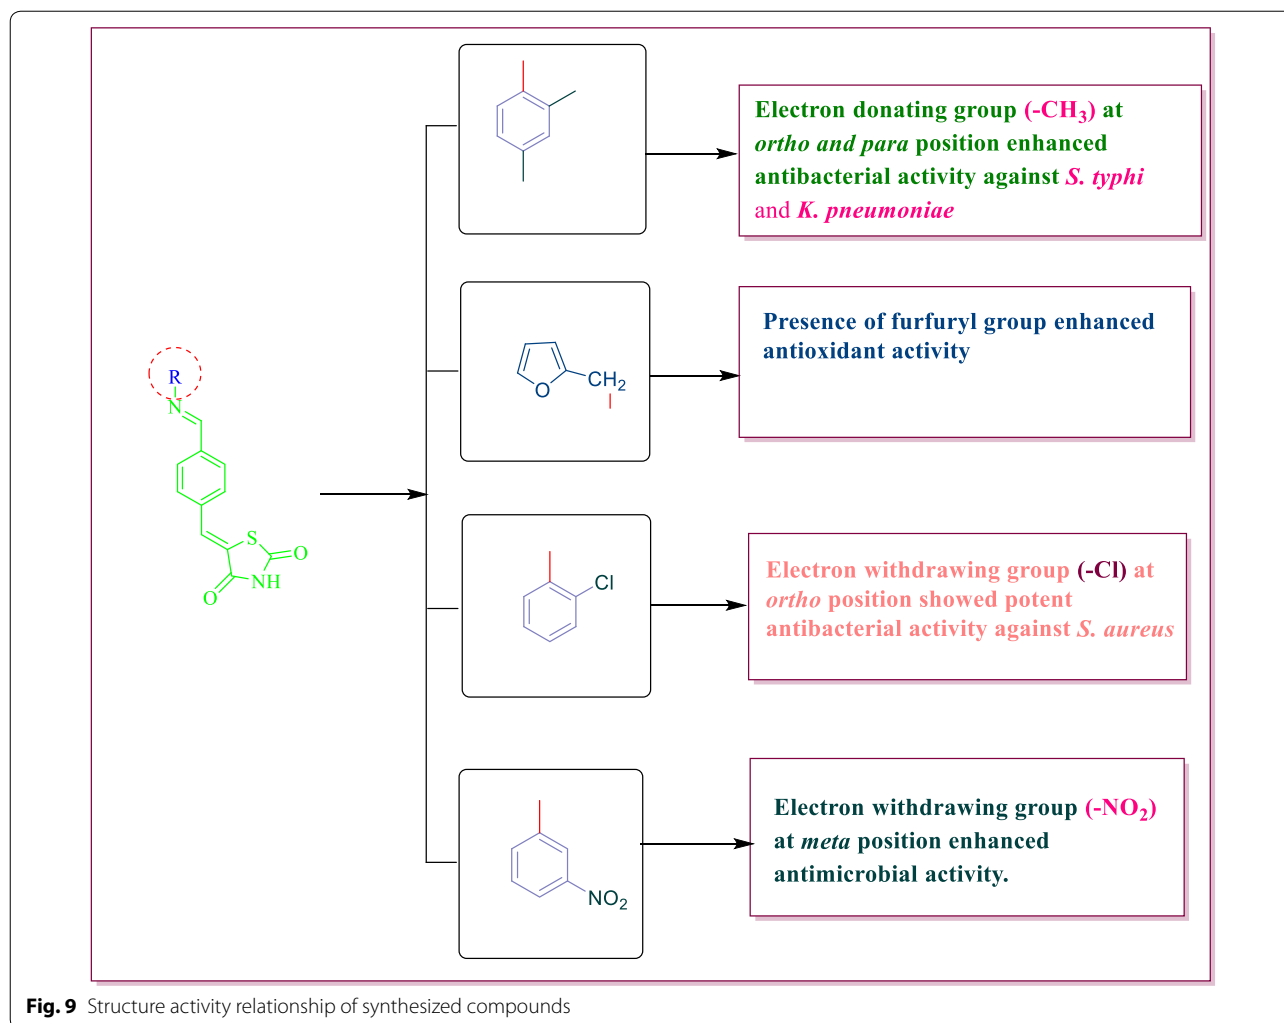 Electron donating group (-CH₃) at
ortho and para position enhanced
antibacterial activity against S. typhi
and K. pneumoniae
CH₂
O
Presence of furfuryl group enhanced
antioxidant activity
R
N
S
O
NH
O
Cl
Electron withdrawing group (-Cl) at
ortho position showed potent
antibacterial activity against S. aureus
NO₂
Electron withdrawing group (-NO₂)
at meta position enhanced
antimicrobial activity.
Fig. 9 Structure activity relationship of synthesized compounds